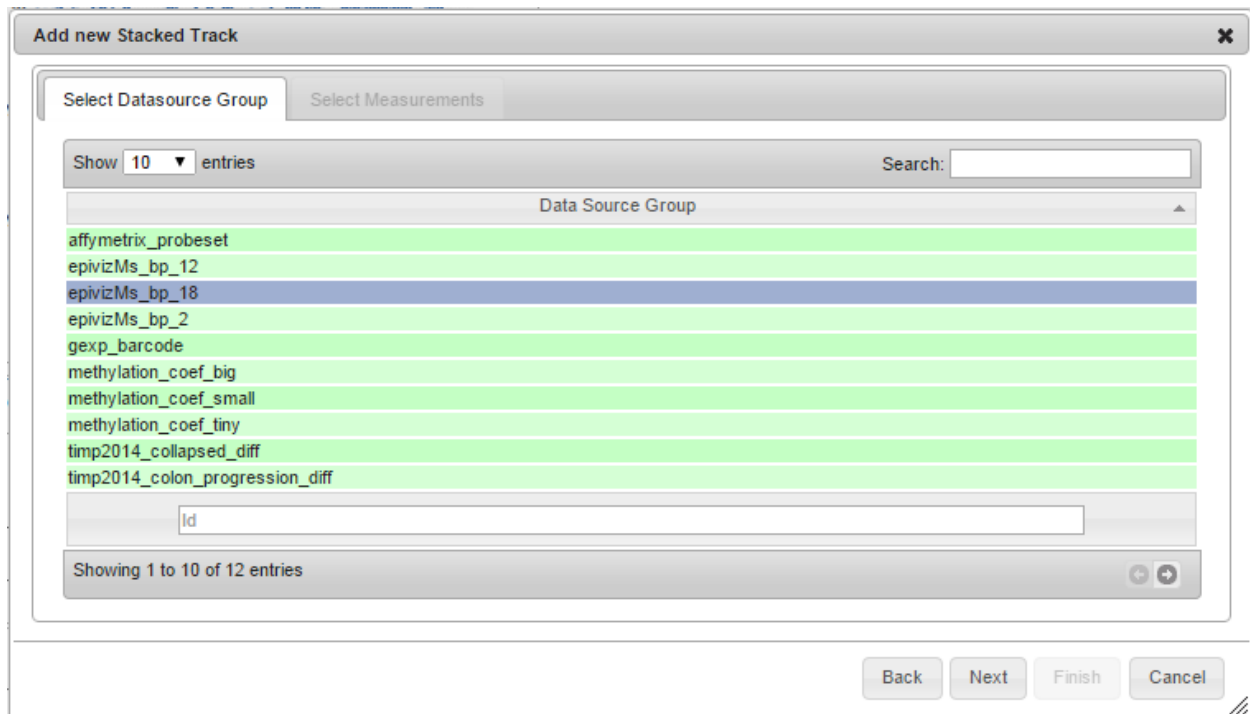 Add new Stacked Track
Select Datasource Group Select Measurements
Show 10 entries Search:
Data Source Group
affymetrix_probeset
epivizMs_bp_12
epivizMs_bp_18
epivizMs_bp_2
gexp_barcode
methylation_coef_big
methylation_coef_small
methylation_coef_tiny
timp2014_collapsed_diff
timp2014_colon_progression_diff
Id
Showing 1 to 10 of 12 entries
Back Next Finish Cancel